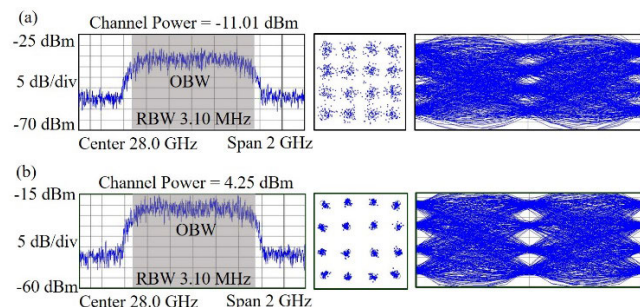 (a)
Channel Power = -11.01 dBm
-25 dBm
5 dB/div
-70 dBm
OBW
RBW 3.10 MHz
Center 28.0 GHz Span 2 GHz
(b)
Channel Power = 4.25 dBm
-15 dBm
5 dB/div
-60 dBm
OBW
RBW 3.10 MHz
Center 28.0 GHz Span 2 GHz